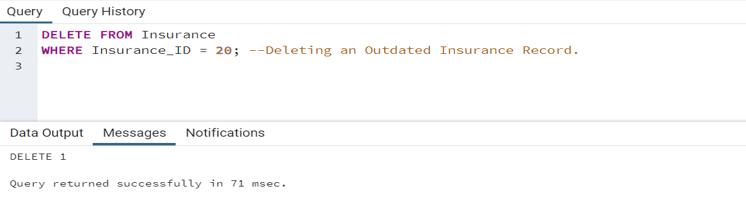 Query Query History
1 DELETE FROM Insurance
2 WHERE Insurance_ID = 20; --Deleting an Outdated Insurance Record.
3
Data Output Messages Notifications
DELETE 1
Query returned successfully in 71 msec.